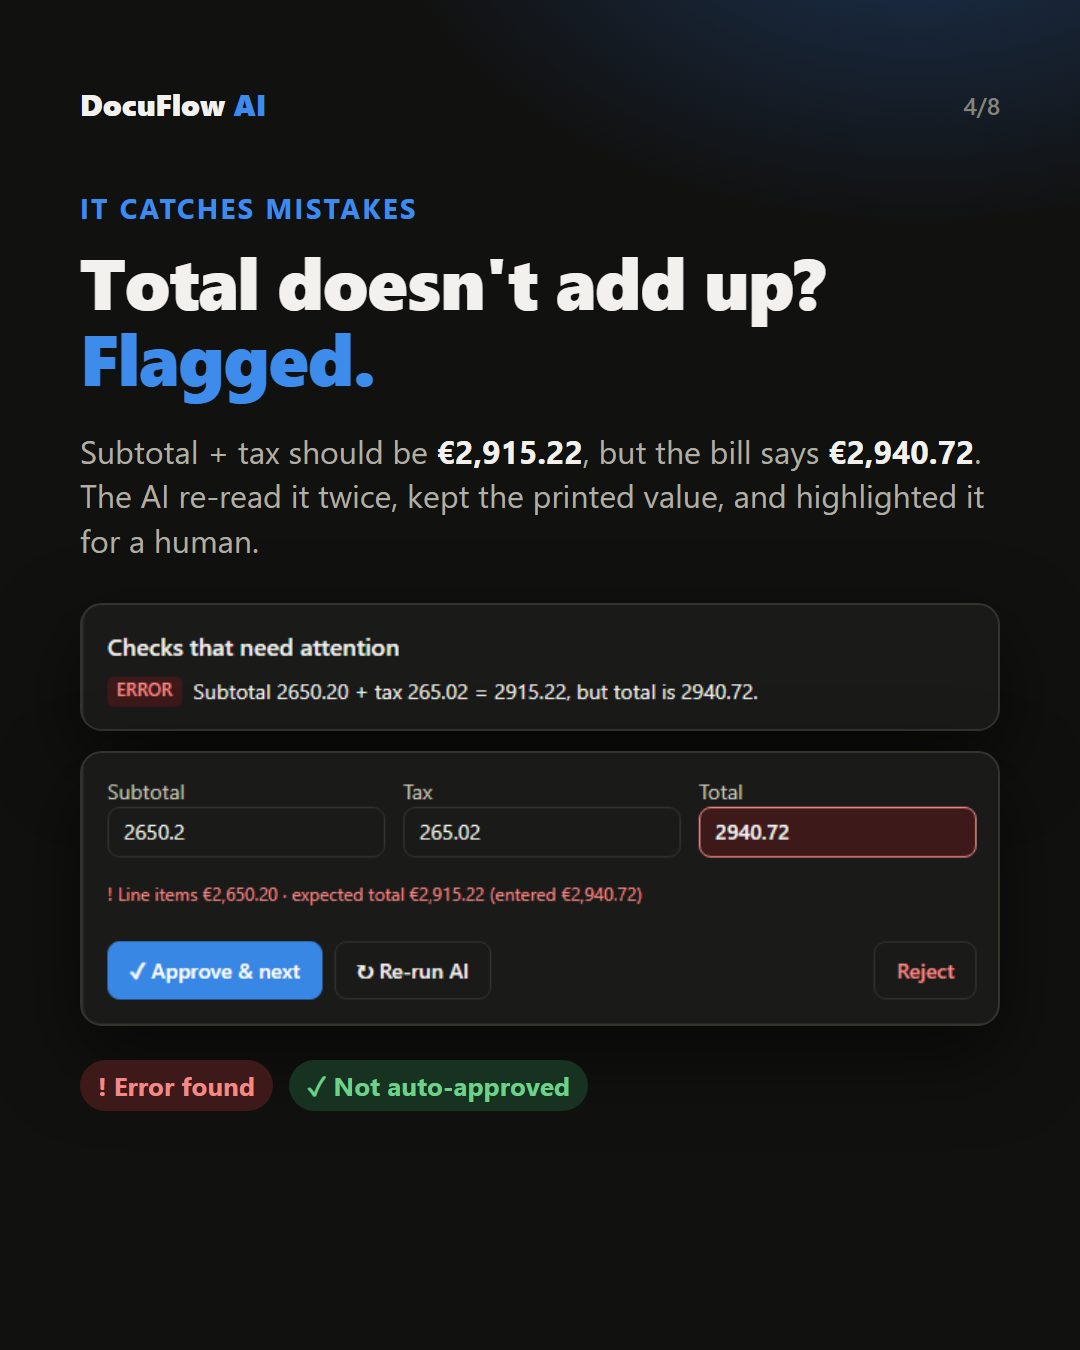 DocuFlow AI
4/8
IT CATCHES MISTAKES
Total doesn't add up?
Flagged.
Subtotal + tax should be €2,915.22, but the bill says €2,940.72.
The AI re-read it twice, kept the printed value, and highlighted it
for a human.
Checks that need attention
ERROR Subtotal 2650.20 + tax 265.02 = 2915.22, but total is 2940.72.
Subtotal Tax Total
2650.2 265.02 2940.72
! Line items €2,650.20 · expected total €2,915.22 (entered €2,940.72)
✓ Approve & next ↻ Re-run AI Reject
! Error found ✓ Not auto-approved